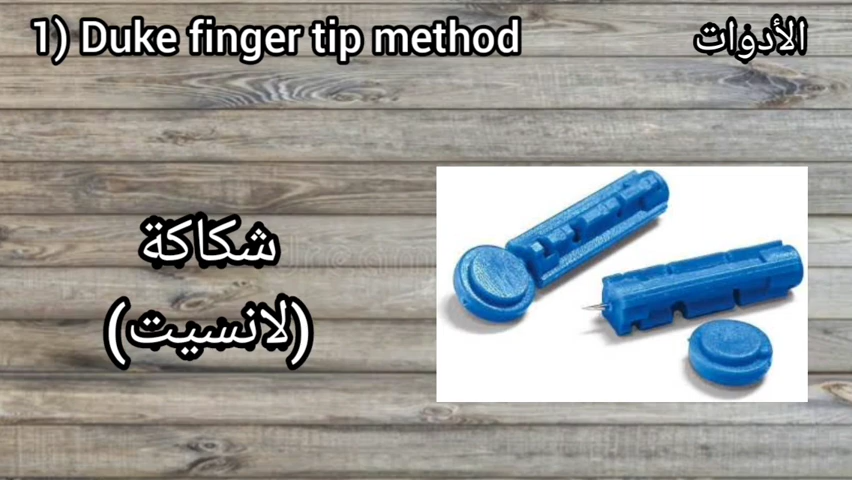 1) Duke finger tip method
الأدوات
شكاكة
(لانسيت)